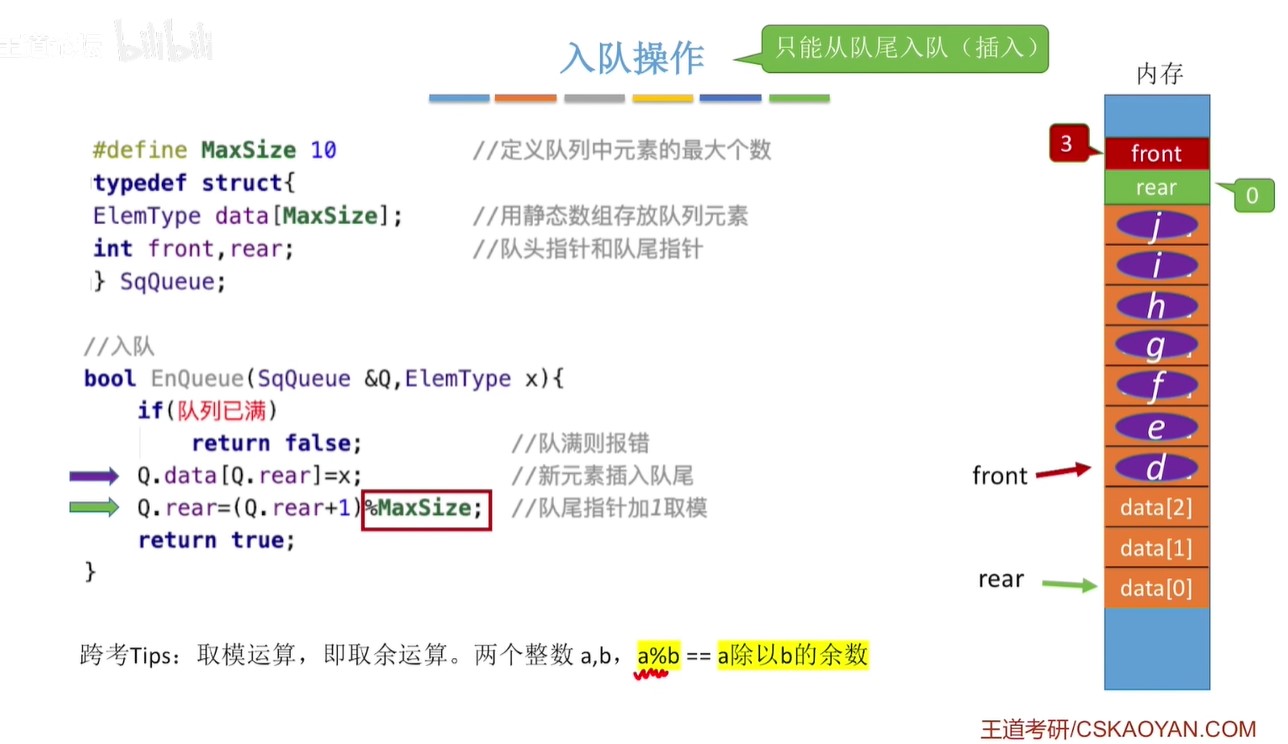 王道论坛 bilibili
入队操作
只能从队尾入队（插入）
#define MaxSize 10 //定义队列中元素的最大个数
typedef struct{
ElemType data[MaxSize]; //用静态数组存放队列元素
int front,rear; //队头指针和队尾指针
} SqQueue;
//入队
bool EnQueue(SqQueue &Q,ElemType x){
if(队列已满)
return false; //队满则报错
Q.data[Q.rear]=x; //新元素插入队尾
Q.rear=(Q.rear+1)%MaxSize; //队尾指针加1取模
return true;
}
跨考Tips：取模运算，即取余运算。两个整数 a,b，a%b == a除以b的余数
内存
3
front
rear
0
j
i
h
g
f
e
front
d
data[2]
data[1]
rear
data[0]
王道考研/CSKAOYAN.COM